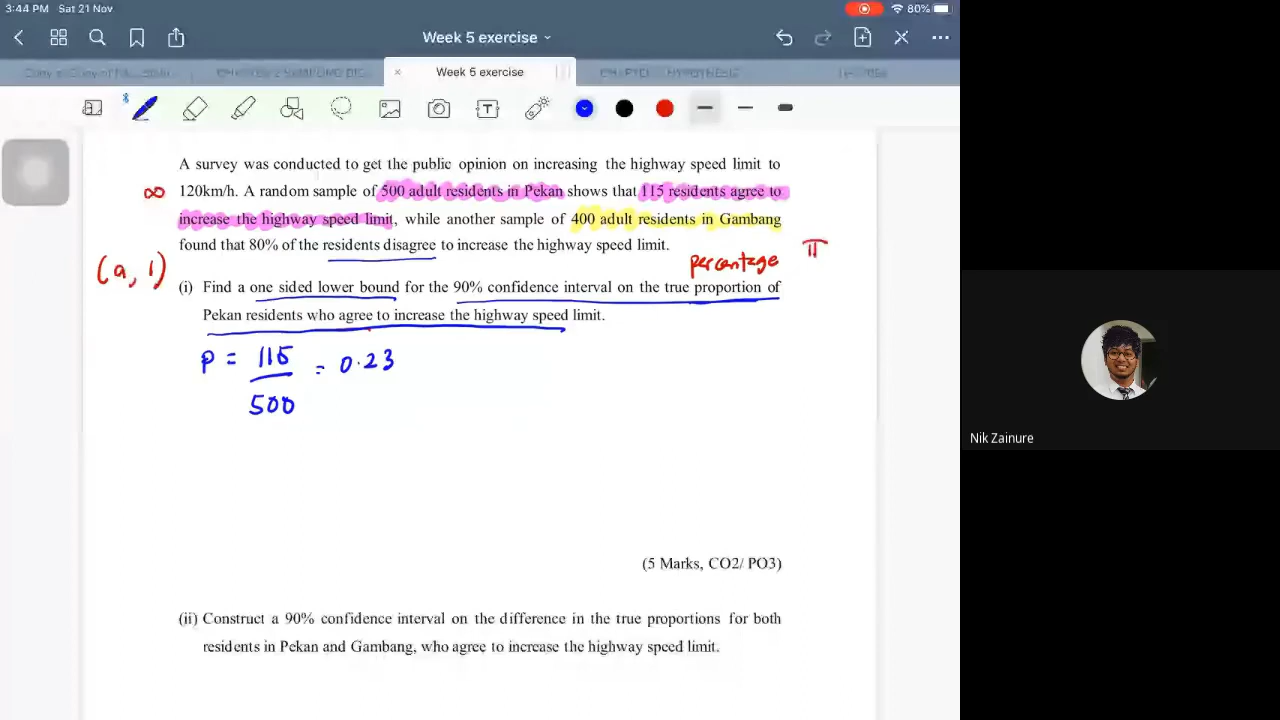 3:44 PM Sat 21 Nov
80%
Week 5 exercise
Week 5 exercise
A survey was conducted to get the public opinion on increasing the highway speed limit to
∞ 120km/h. A random sample of 500 adult residents in Pekan shows that 115 residents agree to
increase the highway speed limit, while another sample of 400 adult residents in Gambang
found that 80% of the residents disagree to increase the highway speed limit.
π
percentage
(a, 1)
(i) Find a one sided lower bound for the 90% confidence interval on the true proportion of
Pekan residents who agree to increase the highway speed limit.
P = 115
= 0.23
500
(5 Marks, CO2/ PO3)
(ii) Construct a 90% confidence interval on the difference in the true proportions for both
residents in Pekan and Gambang, who agree to increase the highway speed limit.
Nik Zainure